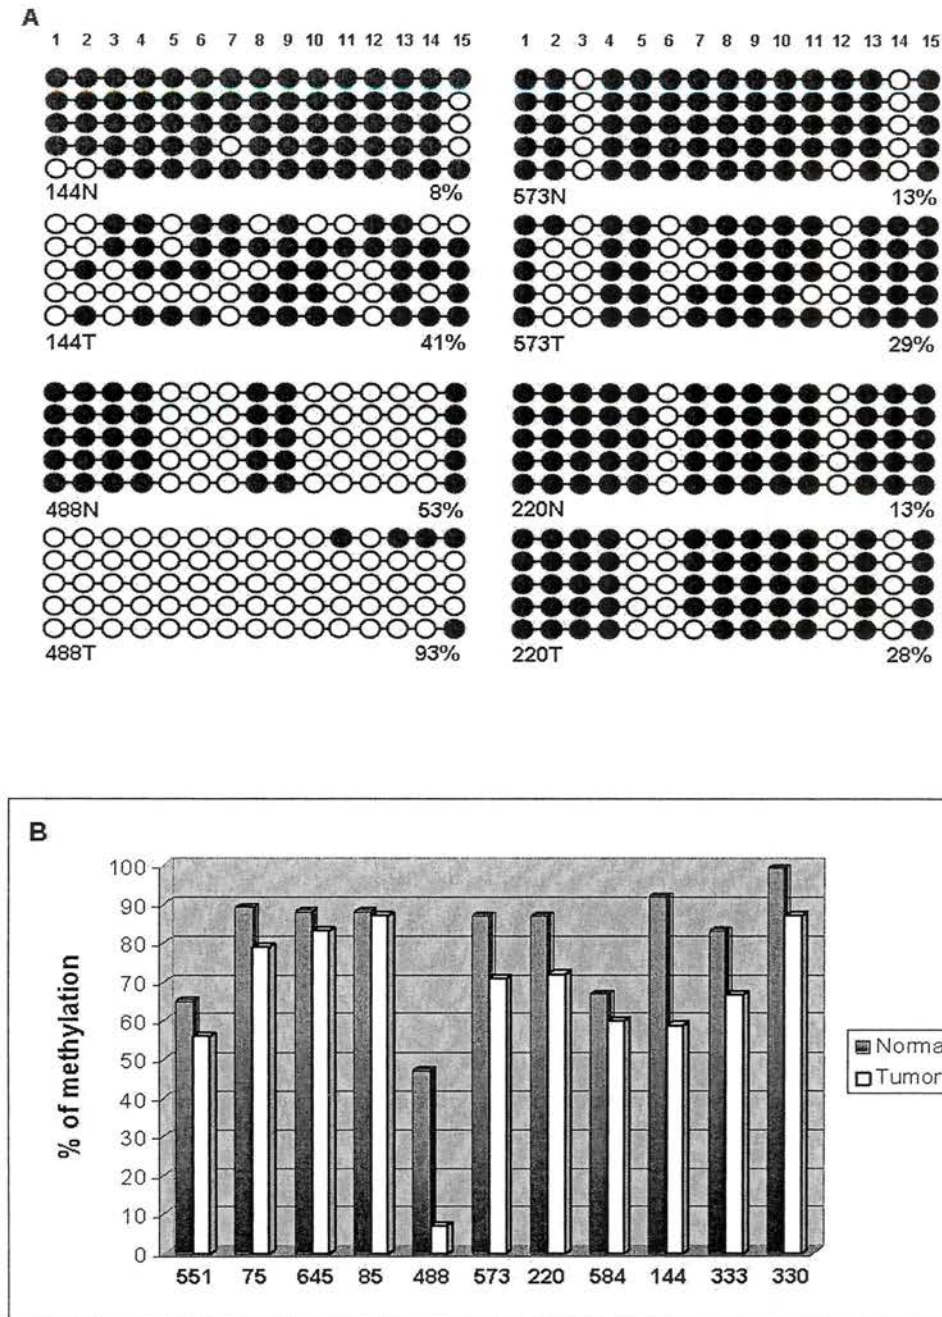 A
1 2 3 4 5 6 7 8 9 10 11 12 13 14 15
1 2 3 4 5 6 7 8 9 10 11 12 13 14 15
144N 8%
573N 13%
144T 41%
573T 29%
488N 53%
220N 13%
488T 93%
220T 28%
B
100
90
80
70
60
50
40
30
20
10
0
% of methylation
551 75 645 85 488 573 220 584 144 333 330
Norma
Tumor